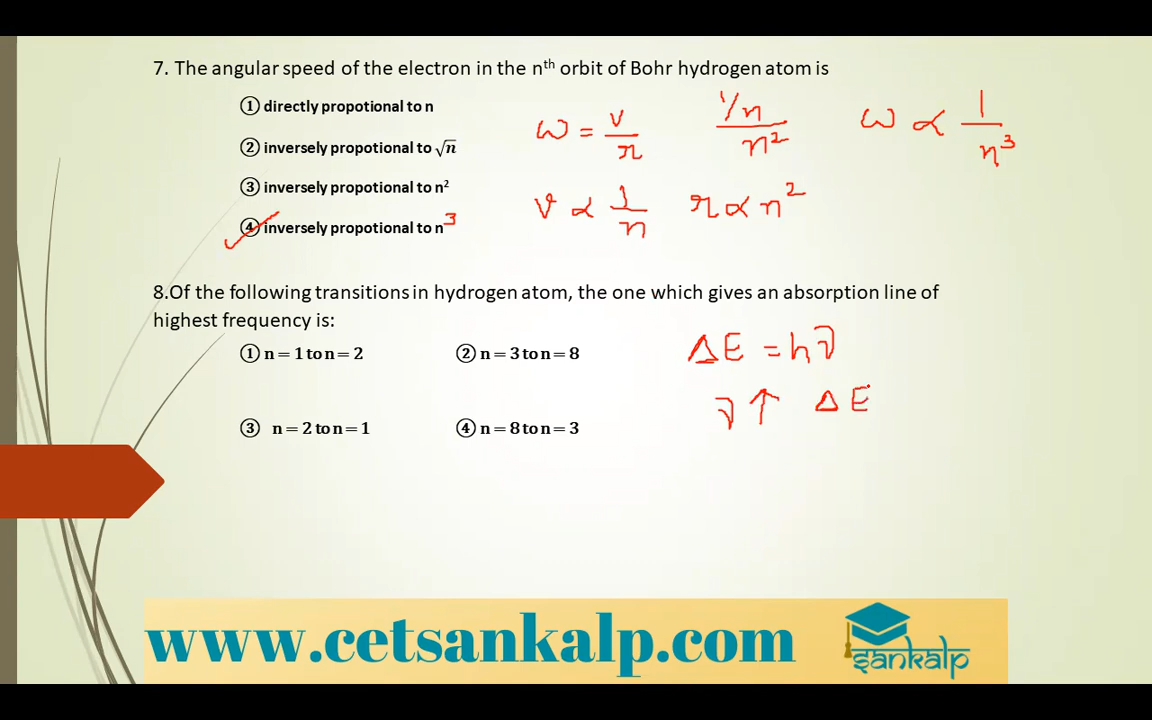 7. The angular speed of the electron in the nth orbit of Bohr hydrogen atom is
① directly propotional to n
② inversely propotional to √n
③ inversely propotional to n²
④ inversely propotional to n³
ω = v/r
1/n / n²
ω ∝ 1/n³
v ∝ 1/n
r ∝ n²
8.Of the following transitions in hydrogen atom, the one which gives an absorption line of
highest frequency is:
① n = 1 to n = 2 ② n = 3 to n = 8
③ n = 2 to n = 1 ④ n = 8 to n = 3
ΔE = hν
ν ↑ ΔE
www.cetsankalp.com
sankalp